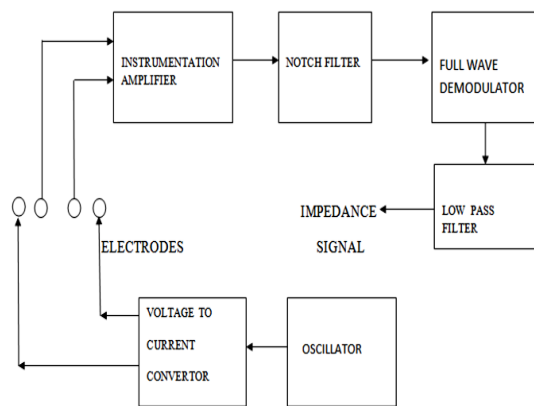 INSTRUMENTATION
AMPLIFIER
NOTCH FILTER
FULL WAVE
DEMODULATOR
LOW PASS
FILTER
IMPEDANCE
SIGNAL
ELECTRODES
VOLTAGE TO
CURRENT
CONVERTOR
OSCILLATOR